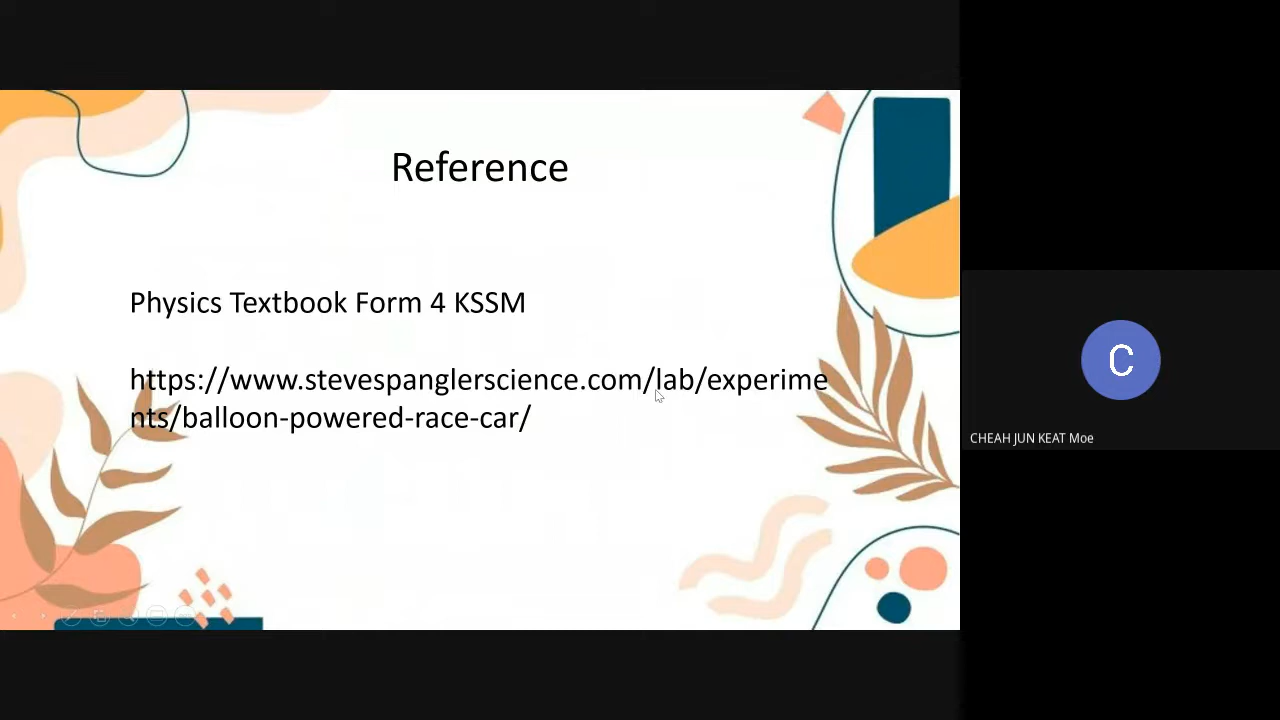 Reference
Physics Textbook Form 4 KSSM
https://www.stevespanglerscience.com/lab/experime
nts/balloon-powered-race-car/
C
CHEAH JUN KEAT Moe